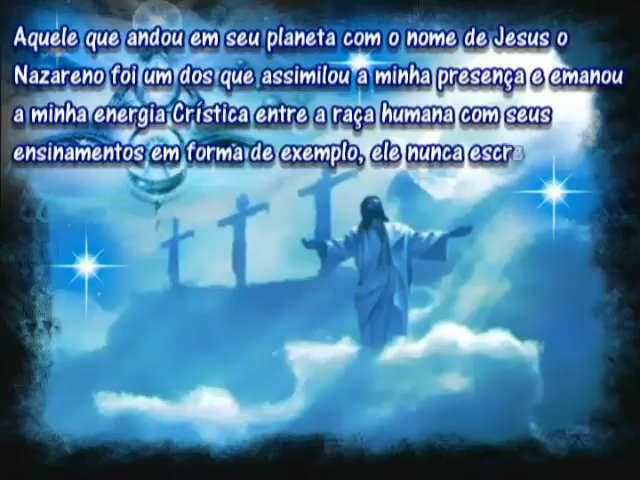 Aquele que andou em seu planeta com o nome de Jesus o
Nazareno foi um dos que assimilou a minha presença e emanou
a minha energia Crística entre a raça humana com seus
ensinamentos em forma de exemplo, ele nunca escr